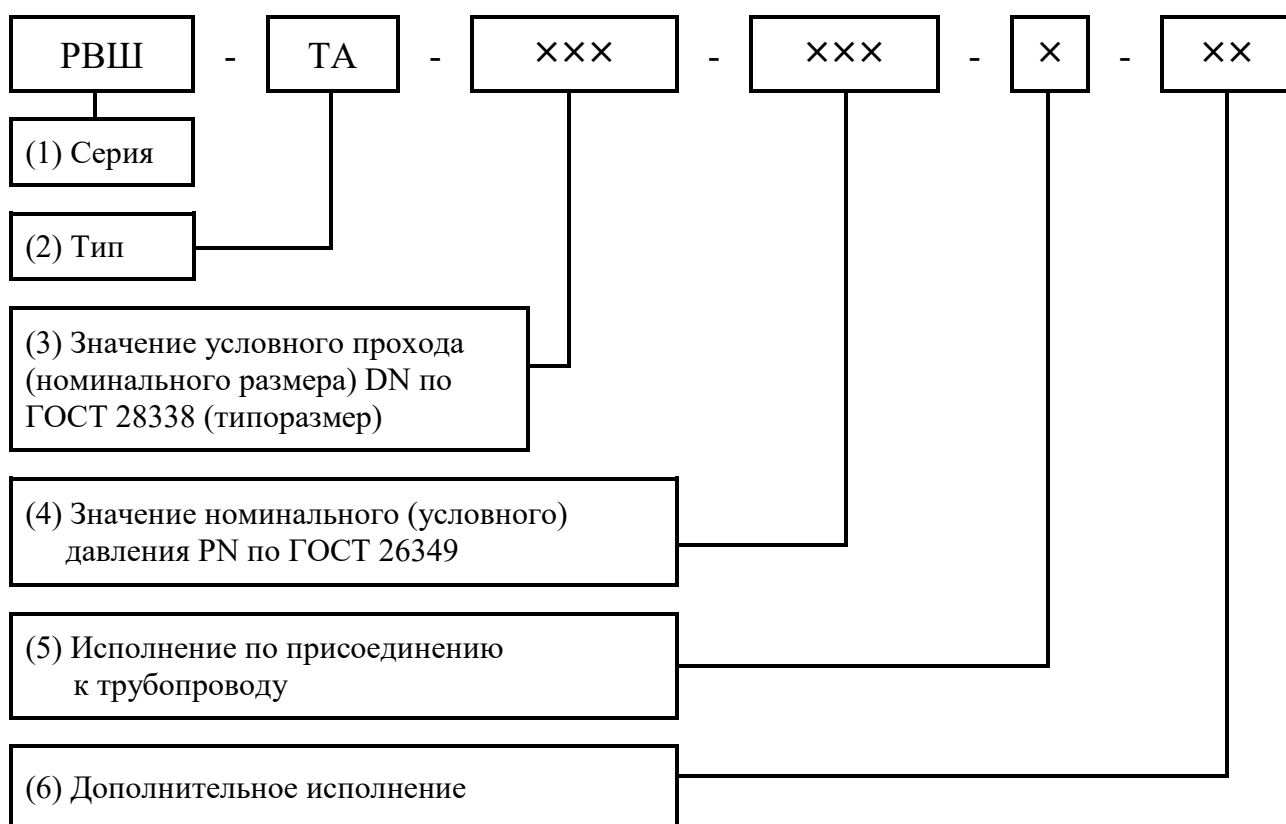 РВШ - ТА - ××× - ××× - × - ××
(1) Серия
(2) Тип
(3) Значение условного прохода
(номинального размера) DN по
ГОСТ 28338 (типоразмер)
(4) Значение номинального (условного)
давления PN по ГОСТ 26349
(5) Исполнение по присоединению
к трубопроводу
(6) Дополнительное исполнение